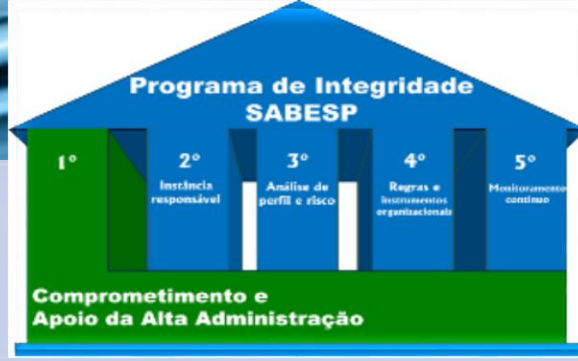 Programa de Integridade
SABESP
1º
2º
Instância
responsável
3º
Análise de
perfil e risco
4º
Regras e
instrumentos
organizacionais
5º
Monitoramento
contínuo
Comprometimento e
Apoio da Alta Administração